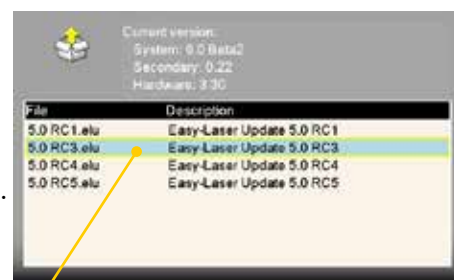 Current version:
System: 6.0 Beta2
Secondary: 0.22
Hardware: 3.30
File Description
5.0 RC1.elu Easy-Laser Update 5.0 RC1
5.0 RC3.elu Easy-Laser Update 5.0 RC3
5.0 RC4.elu Easy-Laser Update 5.0 RC4
5.0 RC5.elu Easy-Laser Update 5.0 RC5